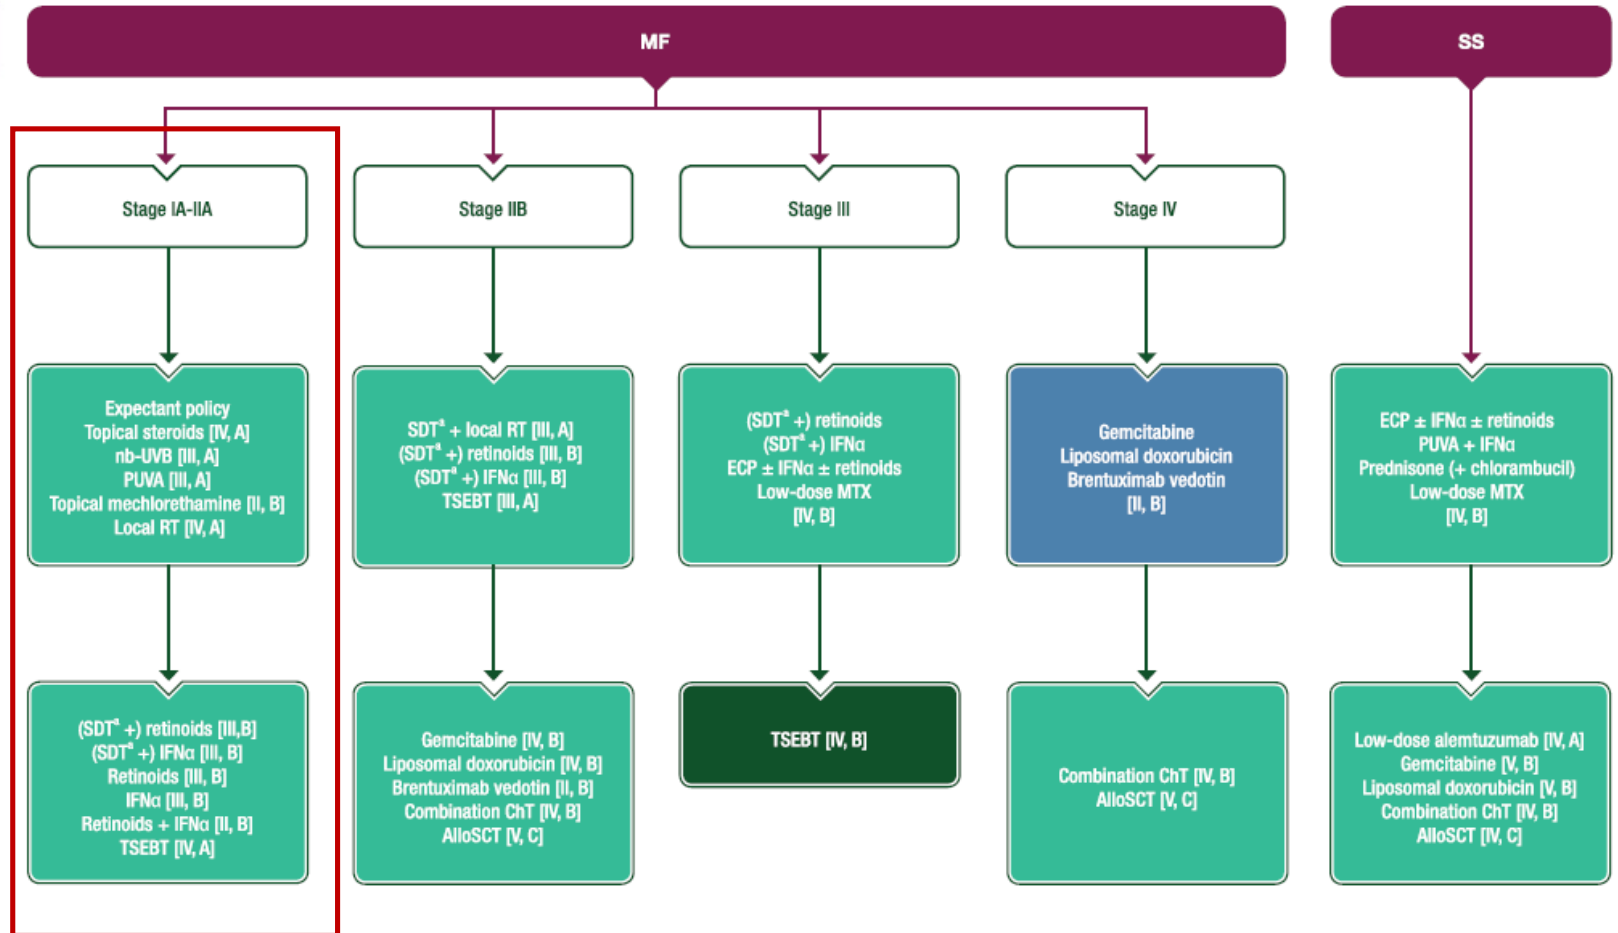 MF
SS
Stage IA-IIA
Stage IIB
Stage III
Stage IV
Expectant policy
Topical steroids [IV, A]
nb-UVB [III, A]
PUVA [III, A]
Topical mechlorethamine [II, B]
Local RT [IV, A]
SDTª + local RT [III, A]
(SDTª +) retinoids [III, B]
(SDTª +) IFNα [III, B]
TSEBT [III, A]
(SDTª +) retinoids
(SDTª +) IFNα
ECP ± IFNα ± retinoids
Low-dose MTX
[IV, B]
Gemcitabine
Liposomal doxorubicin
Brentuximab vedotin
[II, B]
ECP ± IFNα ± retinoids
PUVA + IFNα
Prednisone (+ chlorambucil)
Low-dose MTX
[IV, B]
(SDTª +) retinoids [III,B]
(SDTª +) IFNα [III, B]
Retinoids [III, B]
IFNα [III, B]
Retinoids + IFNα [II, B]
TSEBT [IV, A]
Gemcitabine [IV, B]
Liposomal doxorubicin [IV, B]
Brentuximab vedotin [II, B]
Combination ChT [IV, B]
AlloSCT [V, C]
TSEBT [IV, B]
Combination ChT [IV, B]
AlloSCT [V, C]
Low-dose alemtuzumab [IV, A]
Gemcitabine [V, B]
Liposomal doxorubicin [V, B]
Combination ChT [IV, B]
AlloSCT [IV, C]